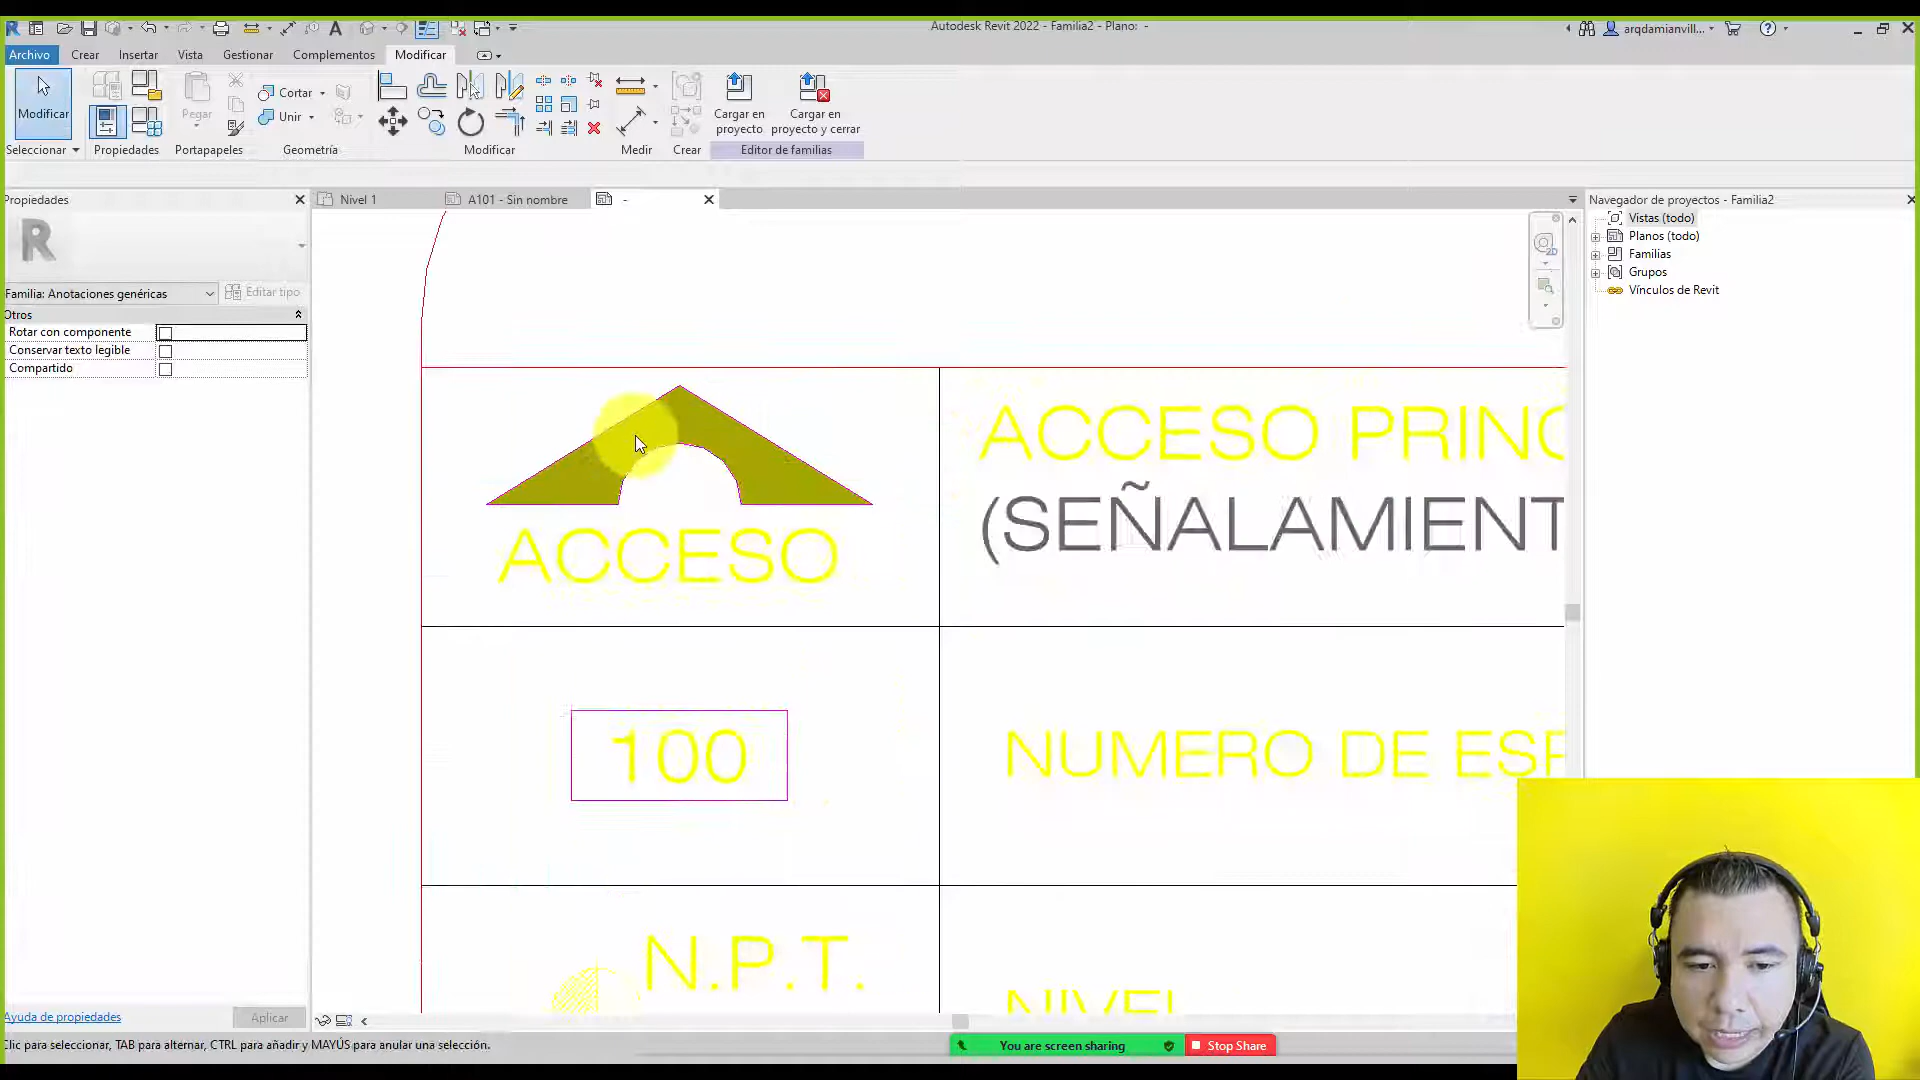 Autodesk Revit 2022 - Familia2 - Plano: -
arqdamianvill...
Archivo
Crear
Insertar
Vista
Gestionar
Complementos
Modificar
Modificar
Pegar
Cortar
Unir
Cargar en proyecto
Cargar en proyecto y cerrar
Seleccionar
Propiedades
Portapapeles
Geometría
Modificar
Medir
Crear
Editor de familias
Propiedades
Nivel 1
A101 - Sin nombre
-
Navegador de proyectos - Familia2
Vistas (todo)
Planos (todo)
Familias
Grupos
Vínculos de Revit
R
Familia: Anotaciones genéricas
Editar tipo
Otros
Rotar con componente
Conservar texto legible
Compartido
2D
ACCESO
ACCESO PRINC
(SEÑALAMIENT
100
NUMERO DE ESP
N.P.T.
NIVEL
Ayuda de propiedades
Aplicar
Clic para seleccionar, TAB para alternar, CTRL para añadir y MAYÚS para anular una selección.
You are screen sharing
Stop Share